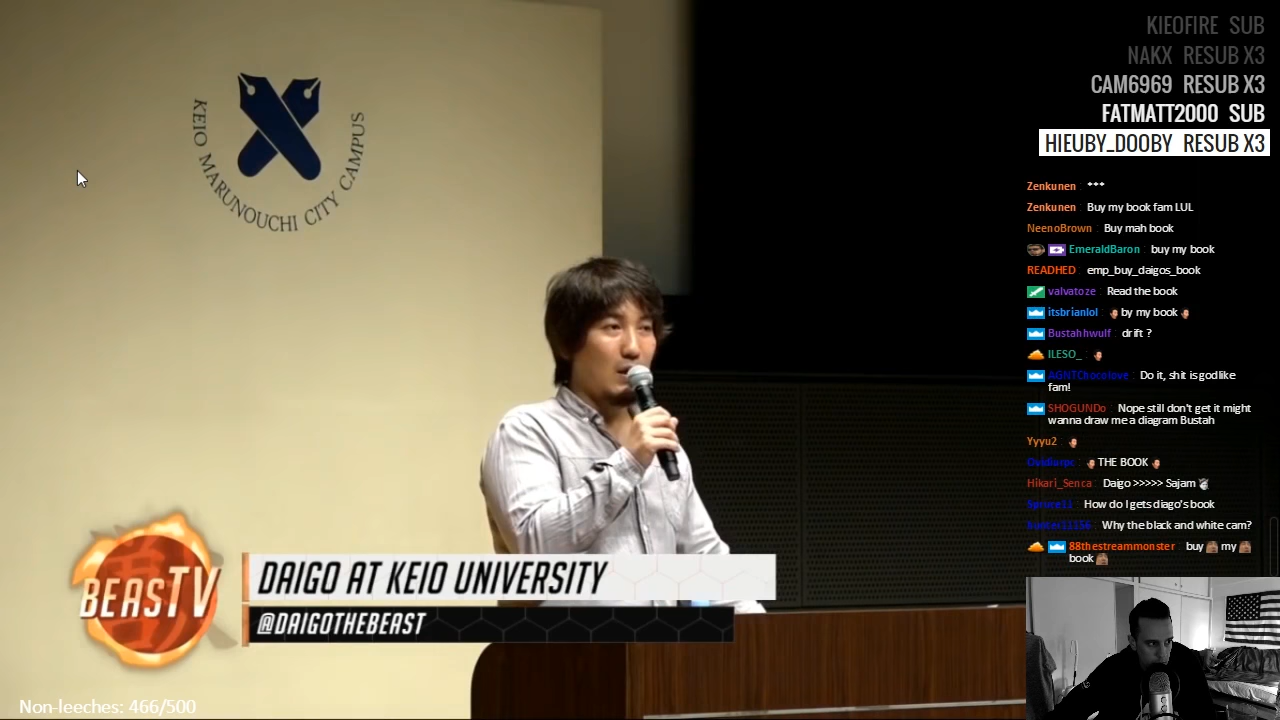 KEIO MARUNOUCHI CITY CAMPUS
BEASTV
DAIGO AT KEIO UNIVERSITY
@DAIGOTHEBEAST
Non-leeches: 466/500
KIEOFIRE SUB
NAKX RESUB X3
CAM6969 RESUB X3
FATMATT2000 SUB
HIEUBY_DOOBY RESUB X3
Zenkunen : ***
Zenkunen : Buy my book fam LUL
NeenoBrown : Buy mah book
EmeraldBaron : buy my book
READHED : emp_buy_daigos_book
valvatoze : Read the book
itsbrianlol : by my book
Bustahhwulf : drift ?
ILESO_ :
AGNTChocolove : Do it, shit is godlike
fam!
SHOGUNDo : Nope still don't get it might
wanna draw me a diagram Bustah
Yyyu2 :
THE BOOK
Hikari_Senca : Daigo >>>>> Sajam
How do I gets diago's book
Why the black and white cam?
88thestreammonster : buy my
book